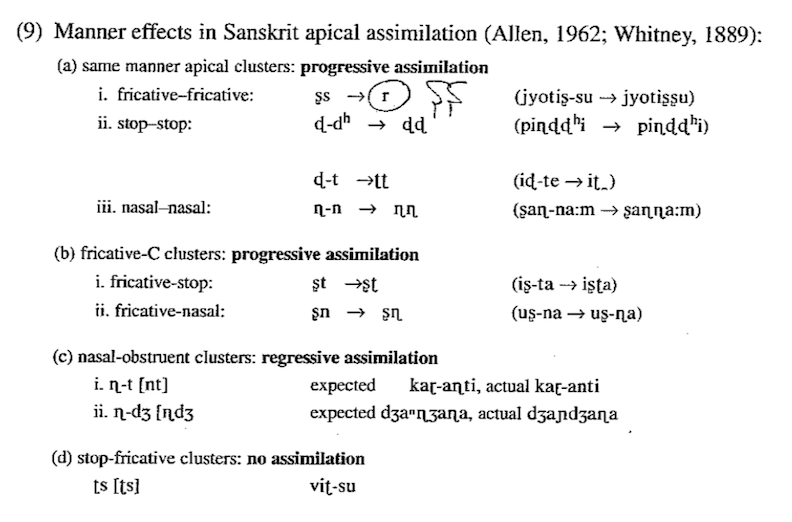 (9) Manner effects in Sanskrit apical assimilation (Allen, 1962; Whitney, 1889):
(a) same manner apical clusters: progressive assimilation
i. fricative–fricative: ʂs → r ʂʂ (jyotiʂ-su → jyotiʂʂu)
ii. stop–stop: ɖ-dʰ → ɖɖ (piɳɖɖʰi → piɳɖɖʰi)
ɖ-t →ʈʈ (iɖ-te → iʈ_)
iii. nasal–nasal: ɳ-n → ɳɳ (ʂaɳ-na:m → ʂaɳɳa:m)
(b) fricative-C clusters: progressive assimilation
i. fricative-stop: ʂt →ʂʈ (iʂ-ta → iʂʈa)
ii. fricative-nasal: ʂn → ʂɳ (uʂ-na → uʂ-ɳa)
(c) nasal-obstruent clusters: regressive assimilation
i. ɳ-t [nt] expected kaɽ-aɳti, actual kaɽ-anti
ii. ɳ-dʒ [ɳdʒ expected dʒaⁿɳʒaɳa, actual dʒaɲdʒaɳa
(d) stop-fricative clusters: no assimilation
ʈs [ʈs] viʈ-su